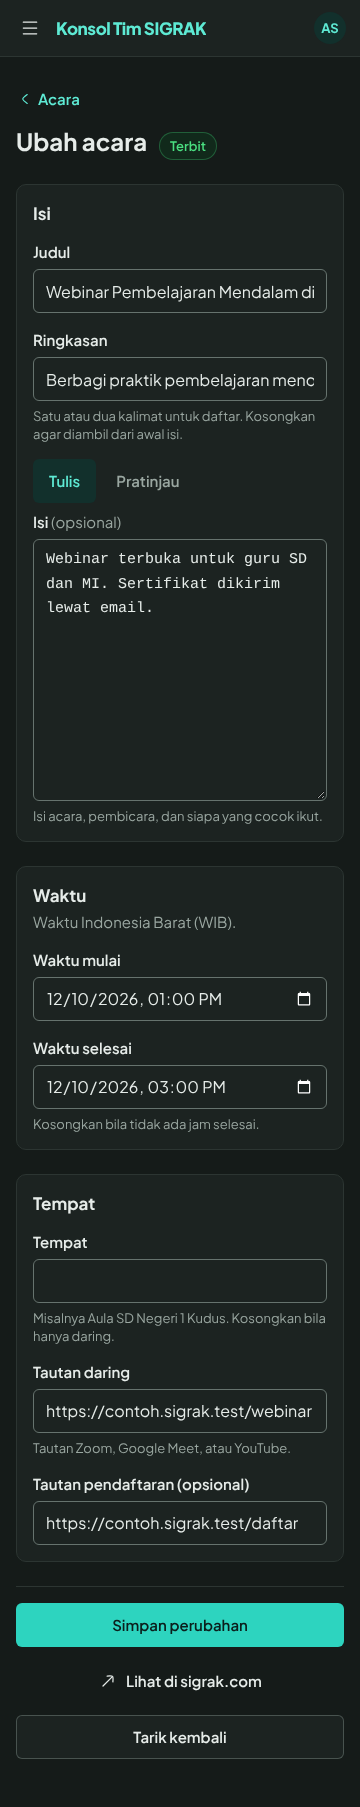 Konsol Tim SIGRAK
AS
Acara
Ubah acara
Terbit
Isi
Judul
Webinar Pembelajaran Mendalam di
Ringkasan
Berbagi praktik pembelajaran menc
Satu atau dua kalimat untuk daftar. Kosongkan
agar diambil dari awal isi.
Tulis
Pratinjau
Isi (opsional)
Webinar terbuka untuk guru SD
dan MI. Sertifikat dikirim
lewat email.
Isi acara, pembicara, dan siapa yang cocok ikut.
Waktu
Waktu Indonesia Barat (WIB).
Waktu mulai
12/10/2026, 01:00 PM
Waktu selesai
12/10/2026, 03:00 PM
Kosongkan bila tidak ada jam selesai.
Tempat
Tempat
Misalnya Aula SD Negeri 1 Kudus. Kosongkan bila
hanya daring.
Tautan daring
https://contoh.sigrak.test/webinar
Tautan Zoom, Google Meet, atau YouTube.
Tautan pendaftaran (opsional)
https://contoh.sigrak.test/daftar
Simpan perubahan
Lihat di sigrak.com
Tarik kembali